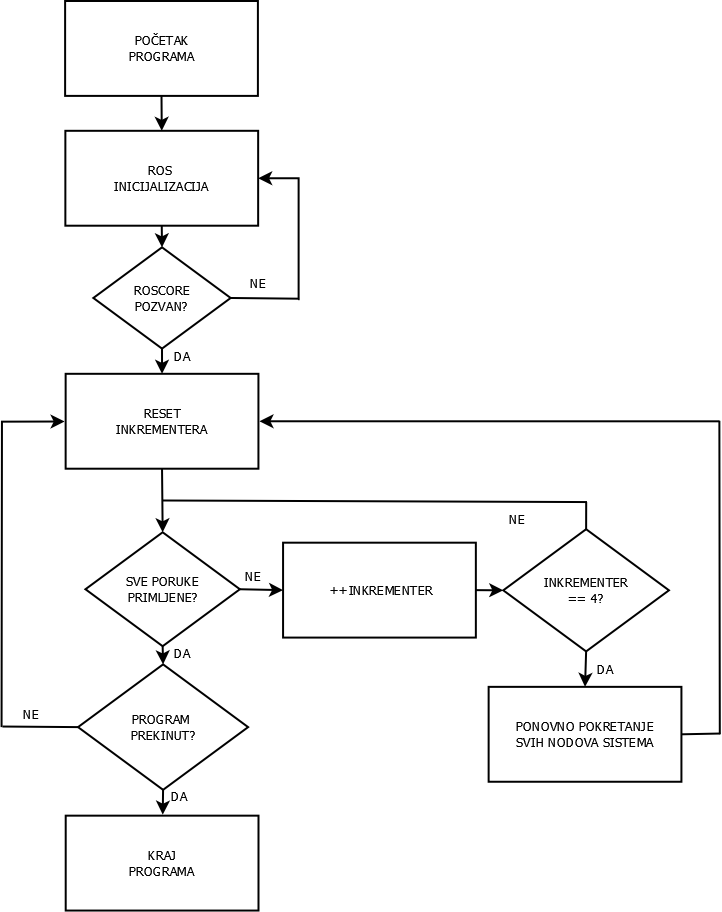 POČETAK
PROGRAMA
ROS
INICIJALIZACIJA
ROSCORE
POZVAN?
NE
DA
RESET
INKREMENTERA
SVE PORUKE
PRIMLJENE?
NE
++INKREMENTER
NE
INKREMENTER
== 4?
DA
DA
PONOVNO POKRETANJE
SVIH NODOVA SISTEMA
PROGRAM
PREKINUT?
NE
DA
KRAJ
PROGRAMA